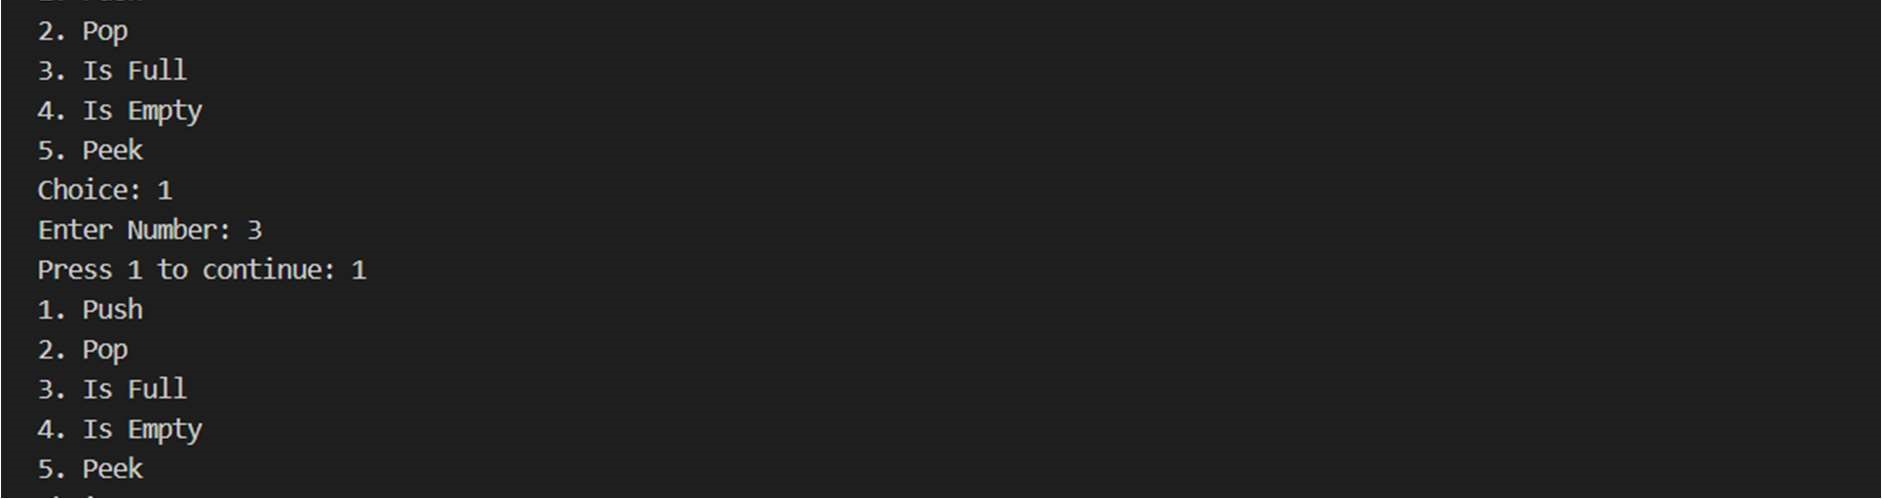 2. Pop
3. Is Full
4. Is Empty
5. Peek
Choice: 1
Enter Number: 3
Press 1 to continue: 1
1. Push
2. Pop
3. Is Full
4. Is Empty
5. Peek